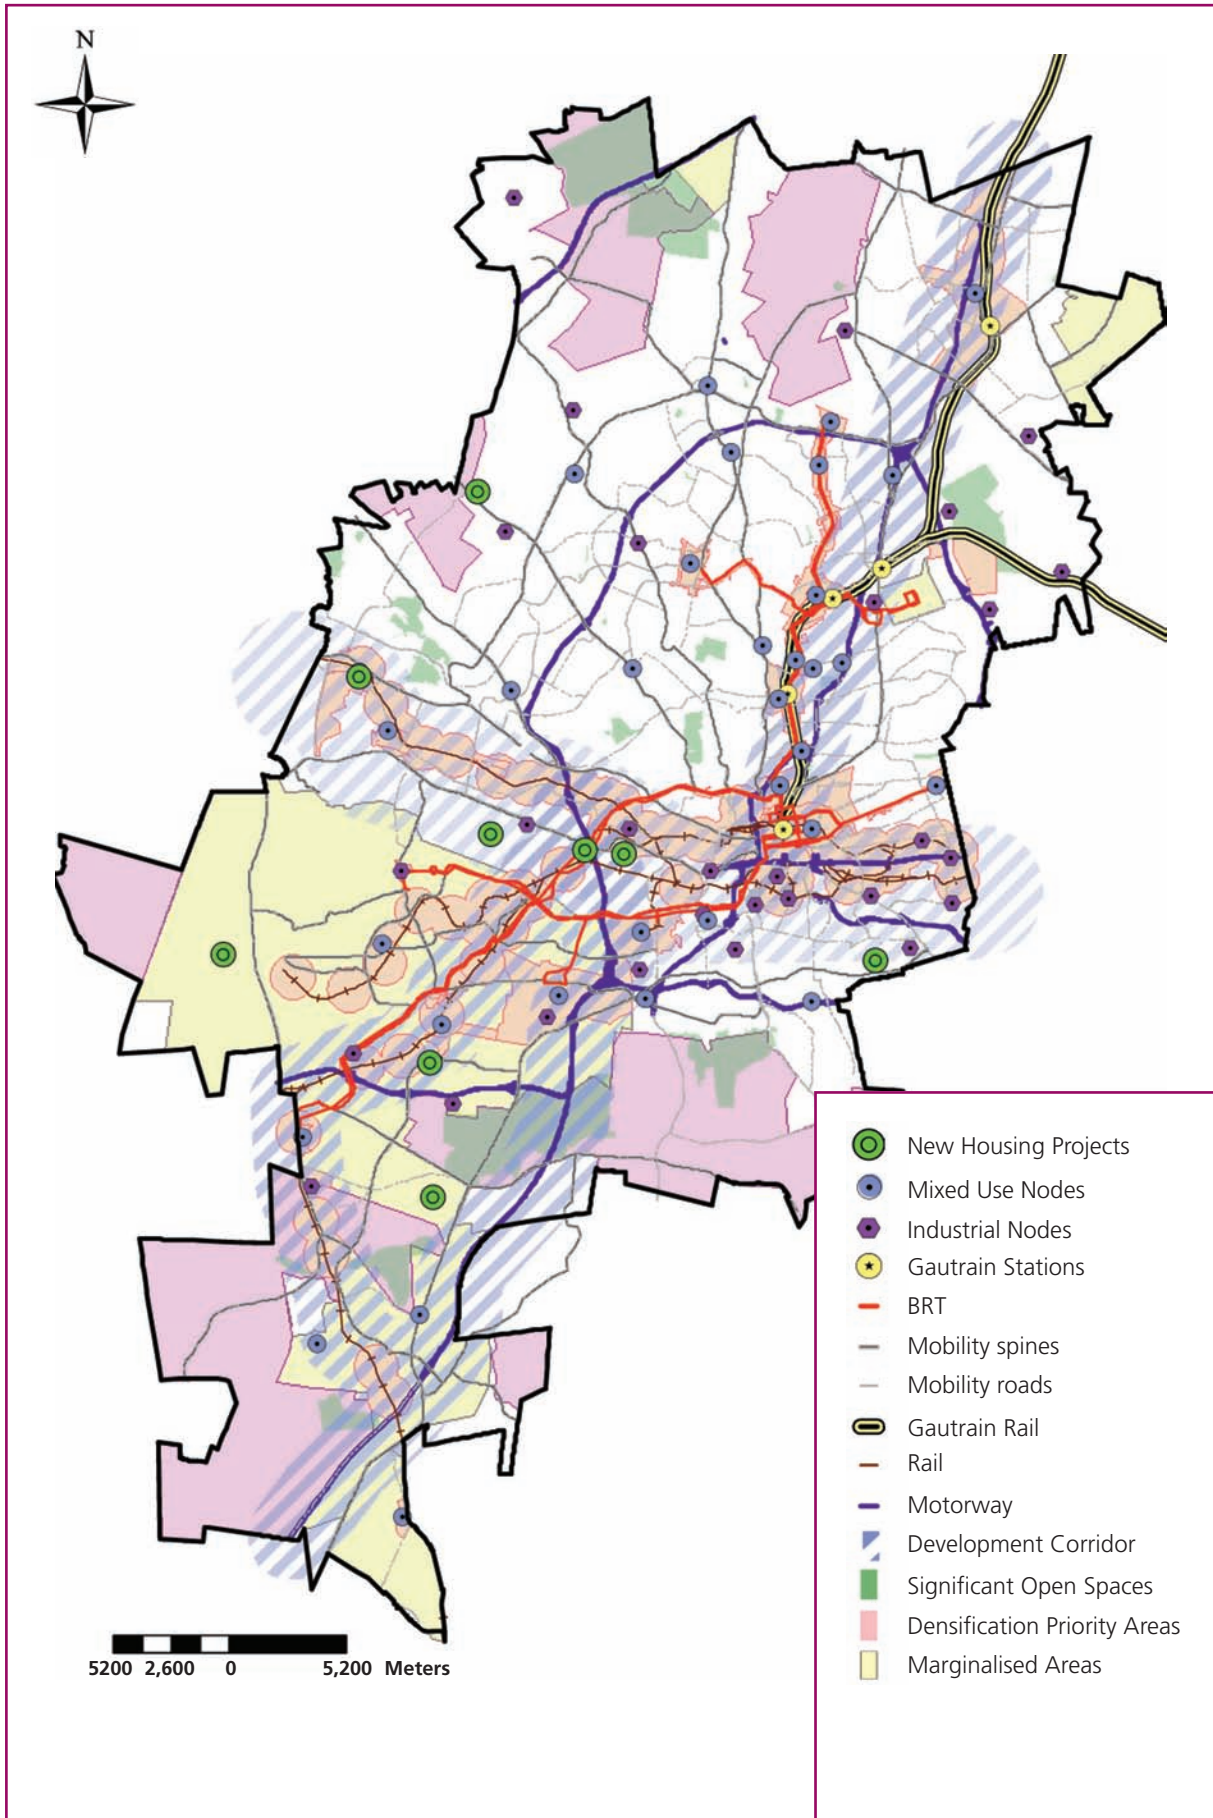 N
New Housing Projects
Mixed Use Nodes
Industrial Nodes
Gautrain Stations
BRT
Mobility spines
Mobility roads
Gautrain Rail
Rail
Motorway
Development Corridor
Significant Open Spaces
Densification Priority Areas
Marginalised Areas
5200 2,600 0 5,200 Meters